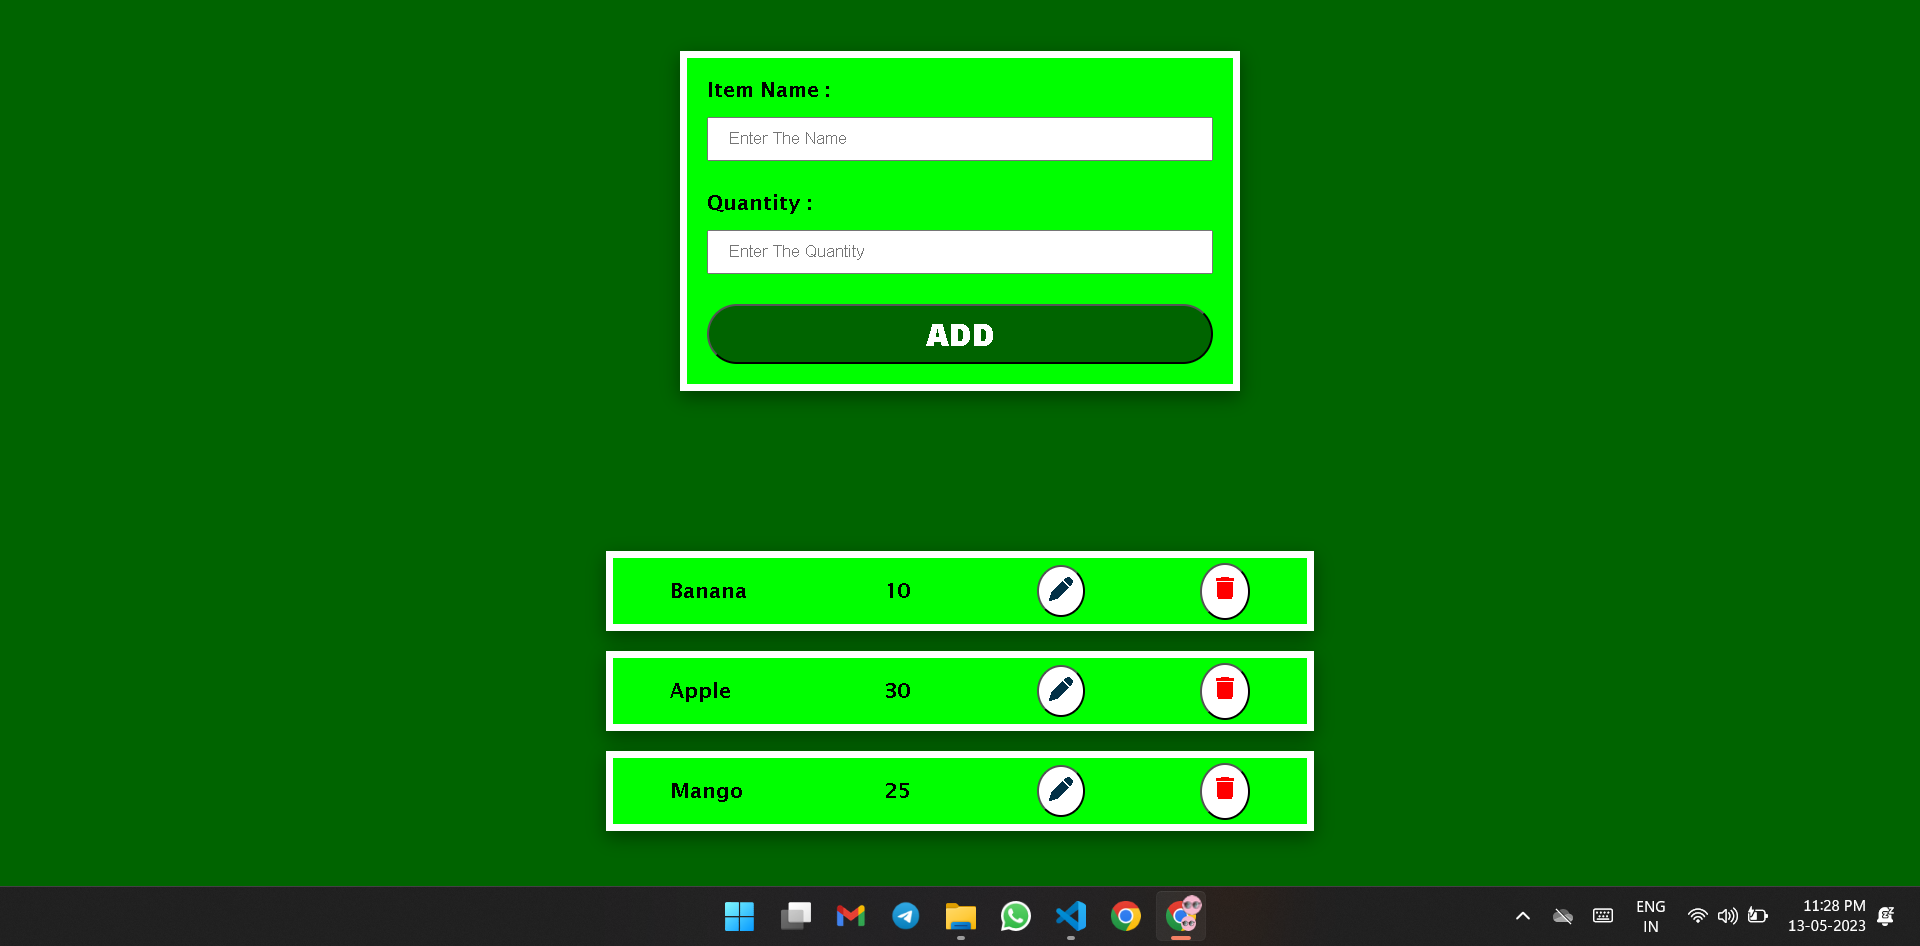 Item Name :
Enter The Name
Quantity :
Enter The Quantity
ADD
Banana 10
Apple 30
Mango 25
ENG
IN
11:28 PM
13-05-2023